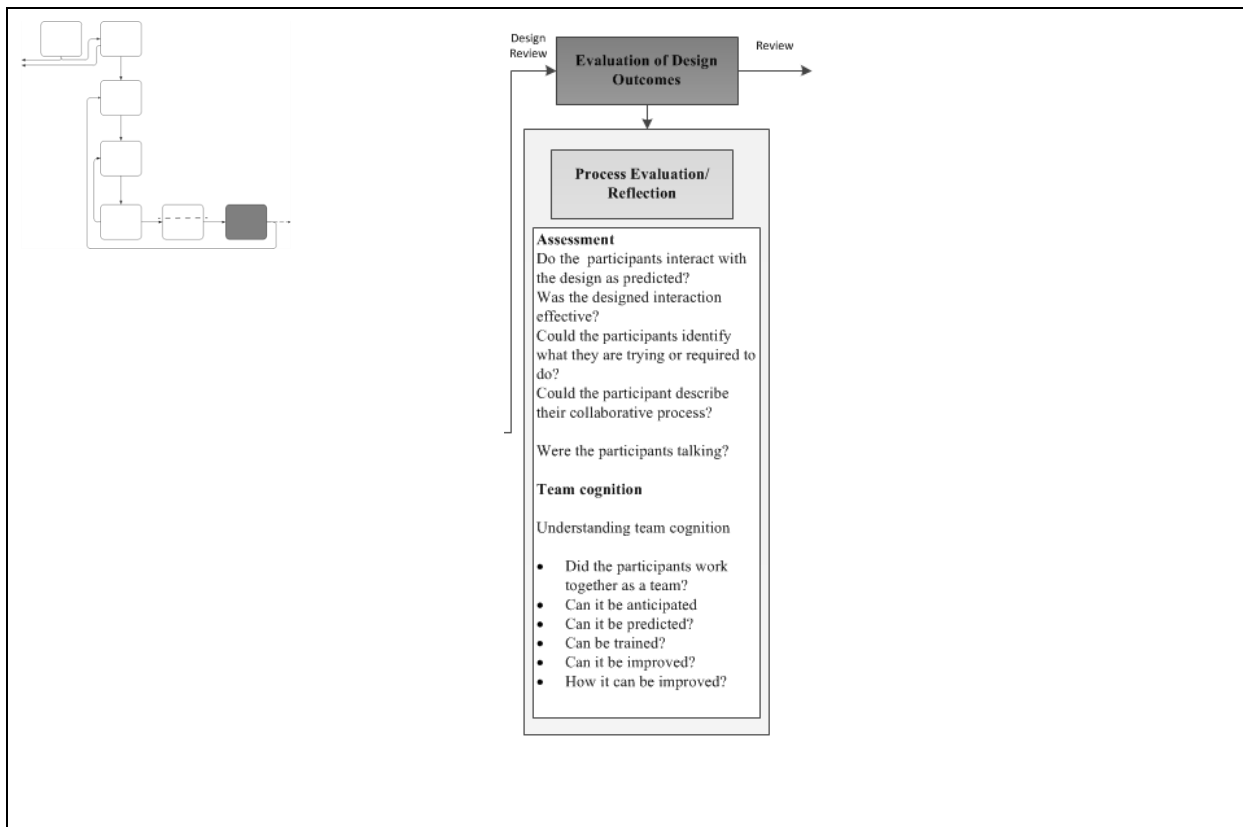 Design
Review
Evaluation of Design
Outcomes
Review
Process Evaluation/
Reflection
Assessment
Do the participants interact with
the design as predicted?
Was the designed interaction
effective?
Could the participants identify
what they are trying or required to
do?
Could the participant describe
their collaborative process?
Were the participants talking?
Team cognition
Understanding team cognition
• Did the participants work
together as a team?
• Can it be anticipated
• Can it be predicted?
• Can be trained?
• Can it be improved?
• How it can be improved?